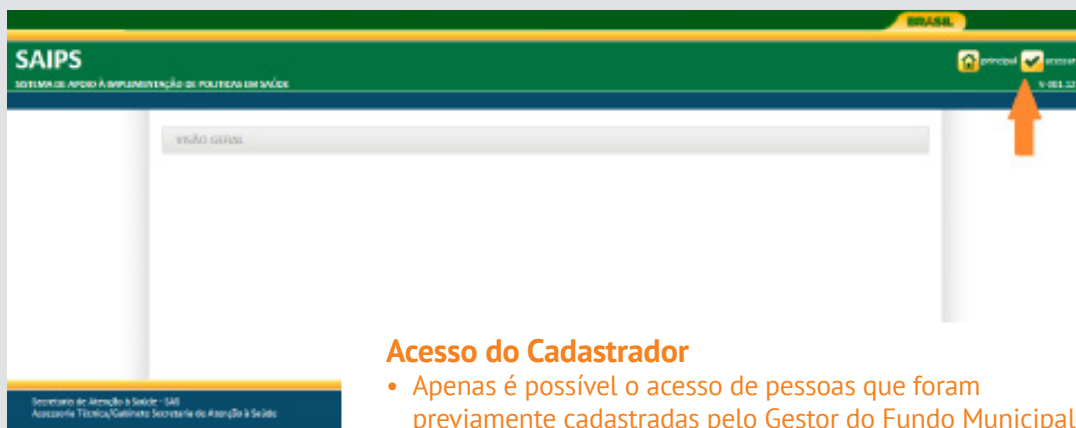 BRASIL
SAIPS
principal acessar
SISTEMA DE APOIO À IMPLEMENTAÇÃO DE POLITICAS EM SAÚDE
VISÃO GERAL
Acesso do Cadastrador
• Apenas é possível o acesso de pessoas que foram
previamente cadastradas pelo Gestor do Fundo Municipal
Secretaria de Atenção à Saúde - SAS
Assessoria Técnica/Gabinete Secretaria de Atenção à Saúde